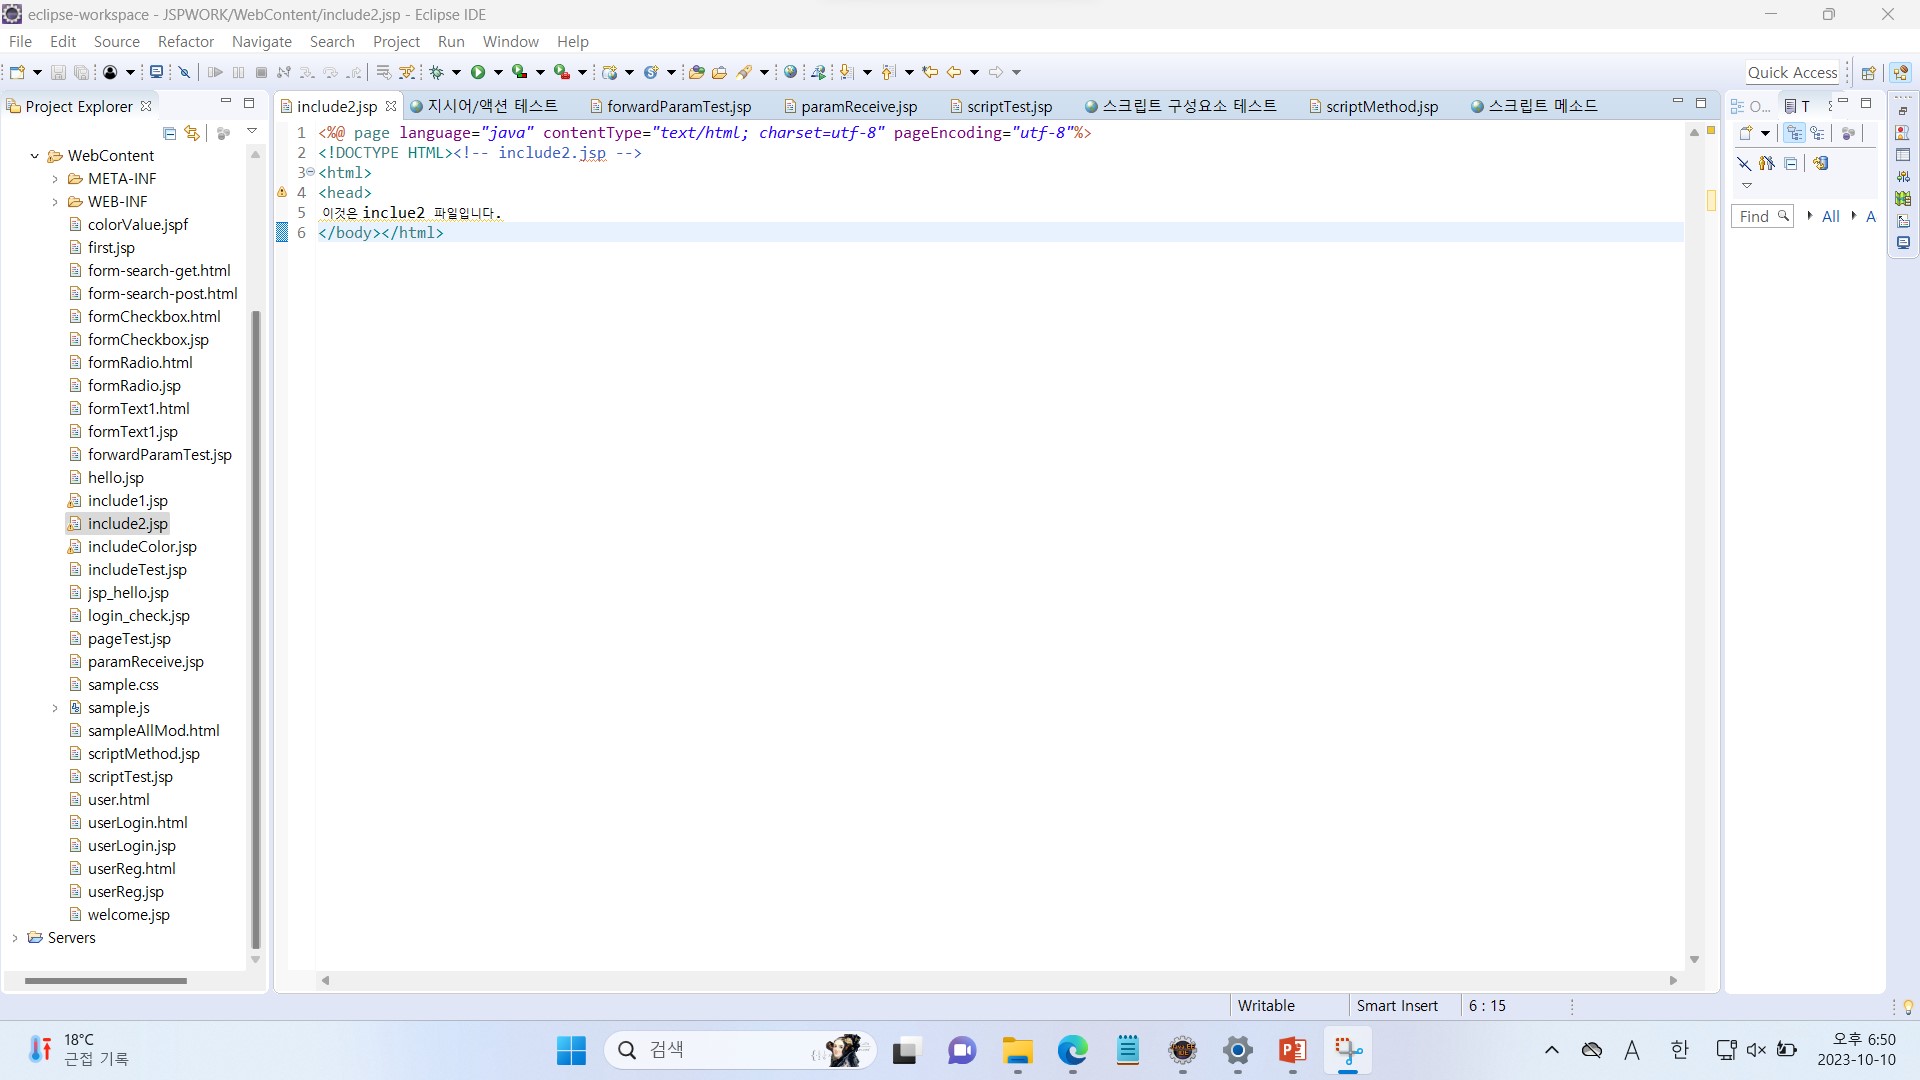 eclipse-workspace - JSPWORK/WebContent/include2.jsp - Eclipse IDE
File Edit Source Refactor Navigate Search Project Run Window Help
Quick Access
Project Explorer
include2.jsp 지시어/액션 테스트 forwardParamTest.jsp paramReceive.jsp scriptTest.jsp 스크립트 구성요소 테스트 scriptMethod.jsp 스크립트 메소드
O... T
1 <%@ page language="java" contentType="text/html; charset=utf-8" pageEncoding="utf-8"%>
2 <!DOCTYPE HTML><!-- include2.jsp -->
3 <html>
4 <head>
5 이것은 inclue2 파일입니다.
6 </body></html>
Find All A
WebContent
META-INF
WEB-INF
colorValue.jspf
first.jsp
form-search-get.html
form-search-post.html
formCheckbox.html
formCheckbox.jsp
formRadio.html
formRadio.jsp
formText1.html
formText1.jsp
forwardParamTest.jsp
hello.jsp
include1.jsp
include2.jsp
includeColor.jsp
includeTest.jsp
jsp_hello.jsp
login_check.jsp
pageTest.jsp
paramReceive.jsp
sample.css
sample.js
sampleAllMod.html
scriptMethod.jsp
scriptTest.jsp
user.html
userLogin.html
userLogin.jsp
userReg.html
userReg.jsp
welcome.jsp
Servers
Writable Smart Insert 6 : 15
18°C
근접 기록
검색
A 한
오후 6:50
2023-10-10